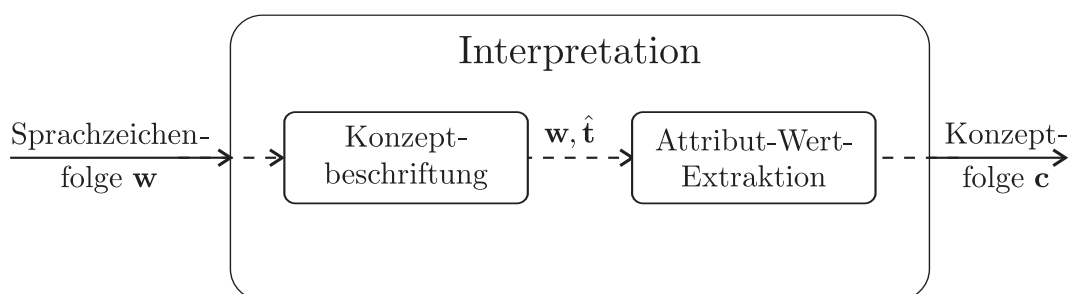 Interpretation
Sprachzeichen-
folge w
Konzept-
beschriftung
w, t̂
Attribut-Wert-
Extraktion
Konzept-
folge c